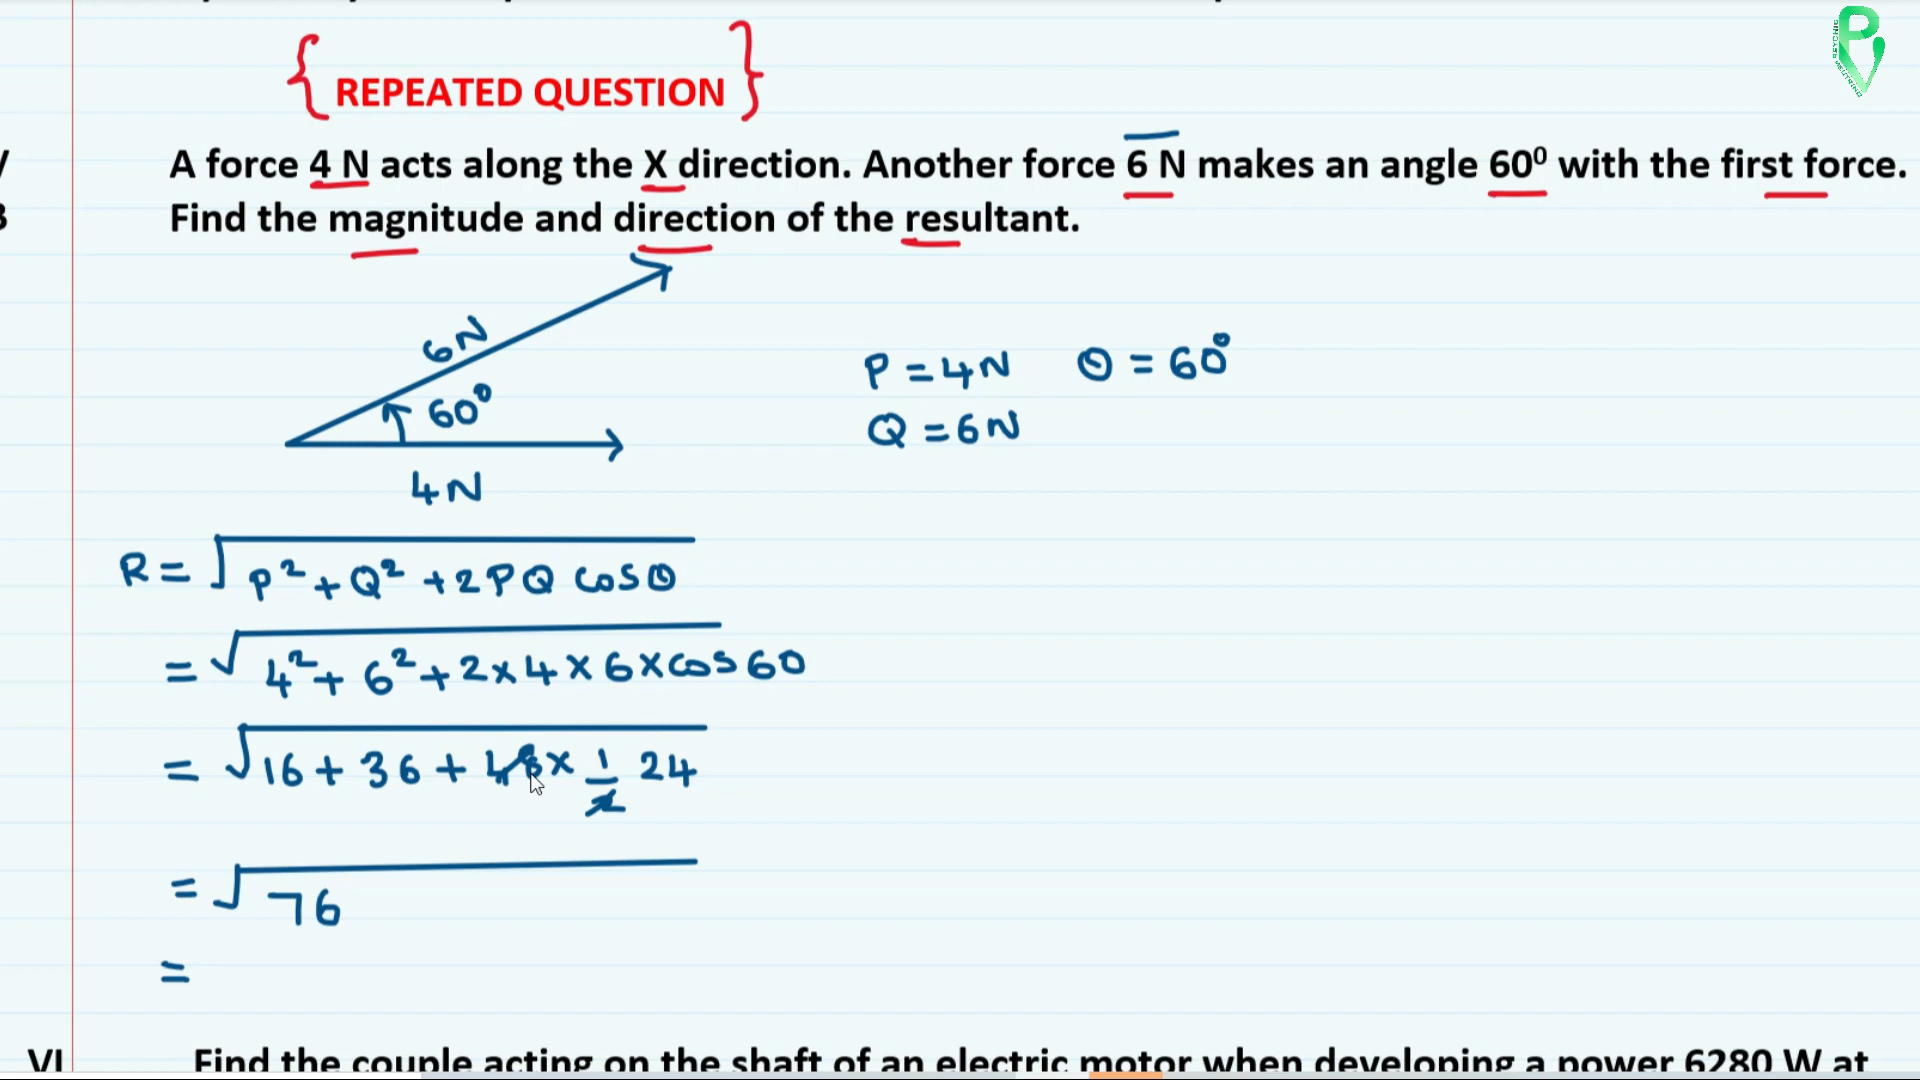 { REPEATED QUESTION }
A force 4 N acts along the X direction. Another force 6 N makes an angle 60⁰ with the first force.
Find the magnitude and direction of the resultant.
6N
60°
4N
P = 4N θ = 60°
Q = 6N
R = √P² + Q² + 2PQ cosθ
= √4² + 6² + 2×4×6×cos60
= √16 + 36 + 48 × 1/2 24
= √76
=
VI Find the couple acting on the shaft of an electric motor when developing a power 6280 W at